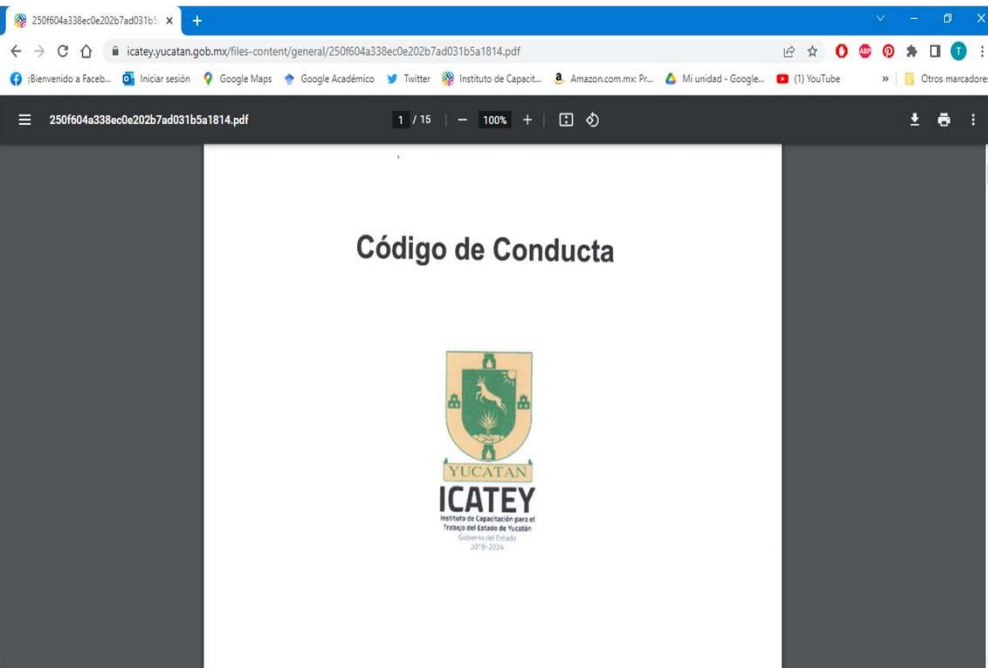 250f604a338ec0e202b7ad031b5
icatey.yucatan.gob.mx/files-content/general/250f604a338ec0e202b7ad031b5a1814.pdf
¡Bienvenido a Faceb... Iniciar sesión Google Maps Google Académico Twitter Instituto de Capacit... Amazon.com.mx: Pr... Mi unidad - Google... (1) YouTube » Otros marcadores
250f604a338ec0e202b7ad031b5a1814.pdf 1 / 15 100%
Código de Conducta
YUCATAN
ICATEY
Instituto de Capacitación para el
Trabajo del Estado de Yucatán
Gobierno del Estado
2018-2024